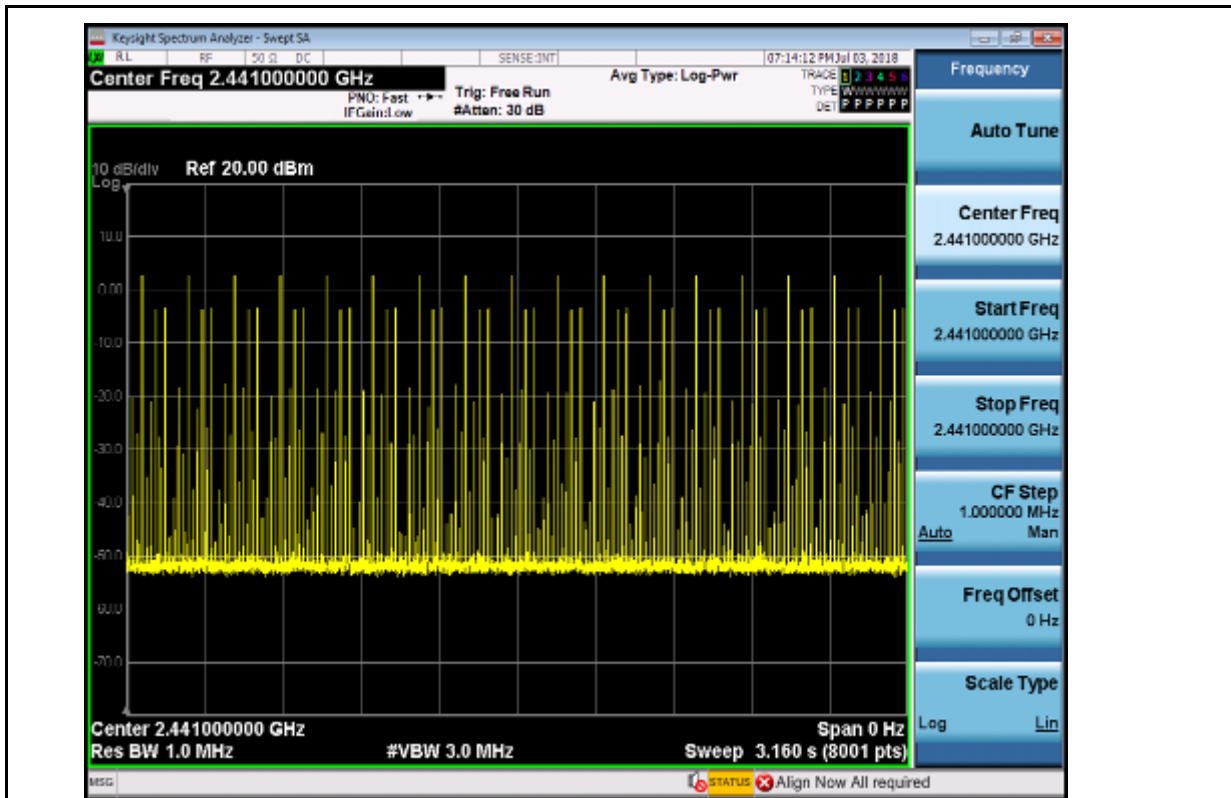 Keysight Spectrum Analyzer - Swept SA
RL RF 50 Ω DC SENSE:INT 07:14:12 PM Jul 03, 2018
Center Freq 2.441000000 GHz
Avg Type: Log-Pwr
TRACE 1 2 3 4 5 6
PNO: Fast
Trig: Free Run
TYPE WWWWWW
IFGain:Low
#Atten: 30 dB
DET P P P P P P
10 dB/div Ref 20.00 dBm
Log
10.0
0.00
-10.0
-20.0
-30.0
-40.0
-50.0
-60.0
-70.0
Center 2.441000000 GHz Span 0 Hz
Res BW 1.0 MHz #VBW 3.0 MHz Sweep 3.160 s (8001 pts)
MSG STATUS Align Now All required
Frequency
Auto Tune
Center Freq
2.441000000 GHz
Start Freq
2.441000000 GHz
Stop Freq
2.441000000 GHz
CF Step
1.000000 MHz
Auto Man
Freq Offset
0 Hz
Scale Type
Log Lin